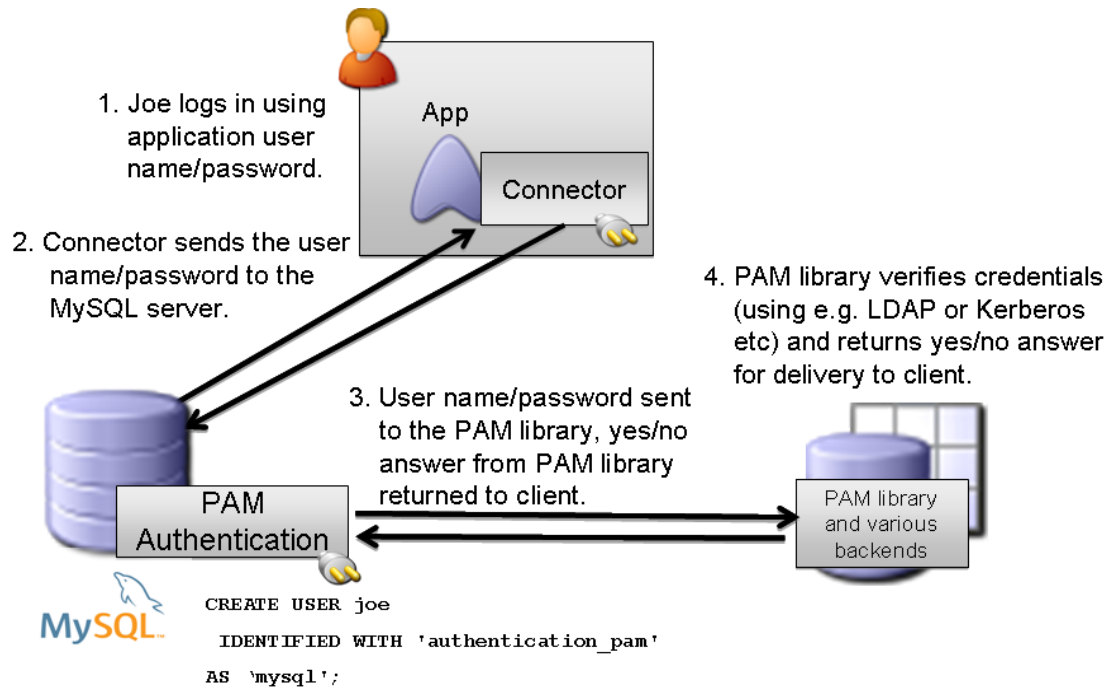 1. Joe logs in using
application user
name/password.
App
Connector
2. Connector sends the user
name/password to the
MySQL server.
4. PAM library verifies credentials
(using e.g. LDAP or Kerberos
etc) and returns yes/no answer
for delivery to client.
3. User name/password sent
to the PAM library, yes/no
answer from PAM library
returned to client.
PAM
Authentication
PAM library
and various
backends
MySQL
CREATE USER joe
IDENTIFIED WITH 'authentication_pam'
AS `mysql';